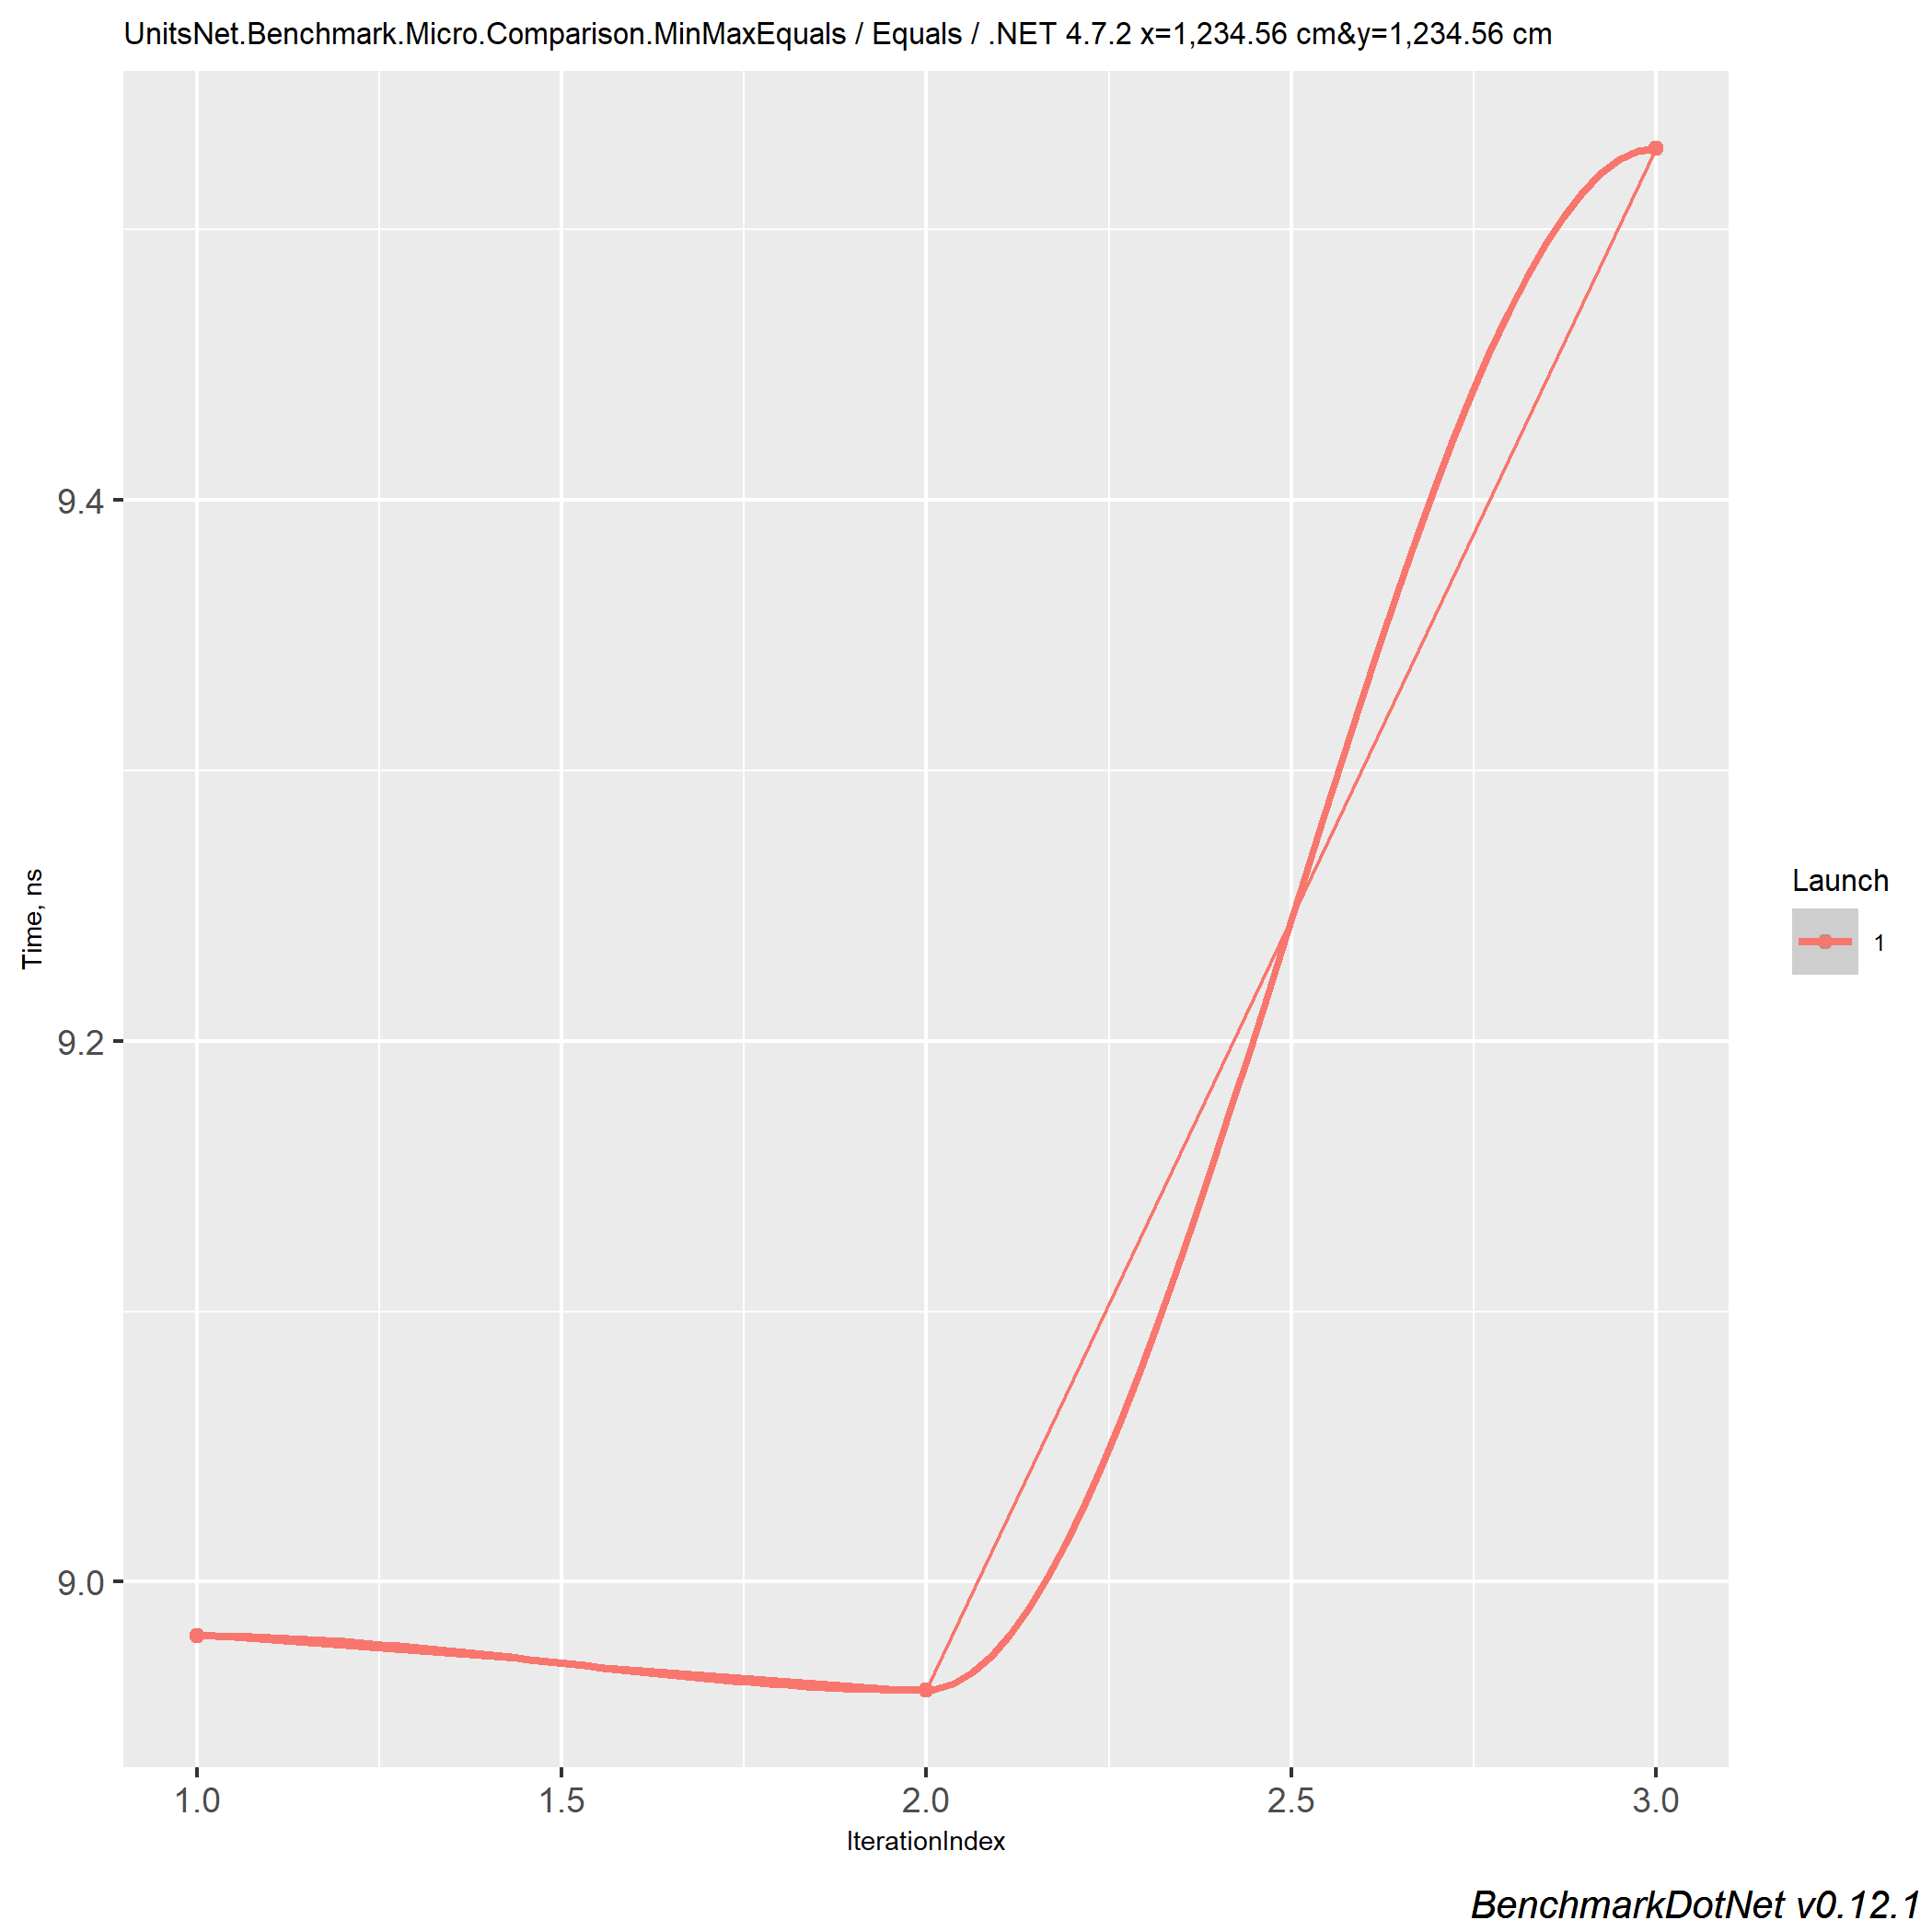 UnitsNet.Benchmark.Micro.Comparison.MinMaxEquals / Equals / .NET 4.7.2 x=1,234.56 cm&y=1,234.56 cm
9.4
9.2
9.0
Time, ns
1.0 1.5 2.0 2.5 3.0
IterationIndex
Launch
1
BenchmarkDotNet v0.12.1